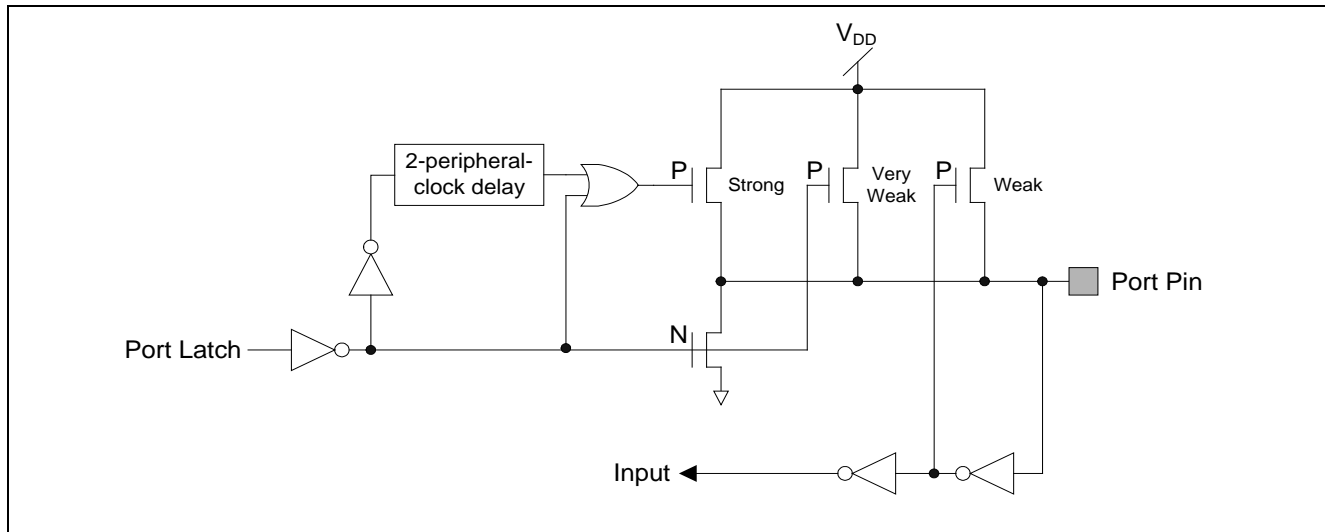 VDD
2-peripheral-
clock delay
P
Strong
P
Very
Weak
P
Weak
Port Pin
N
Port Latch
Input